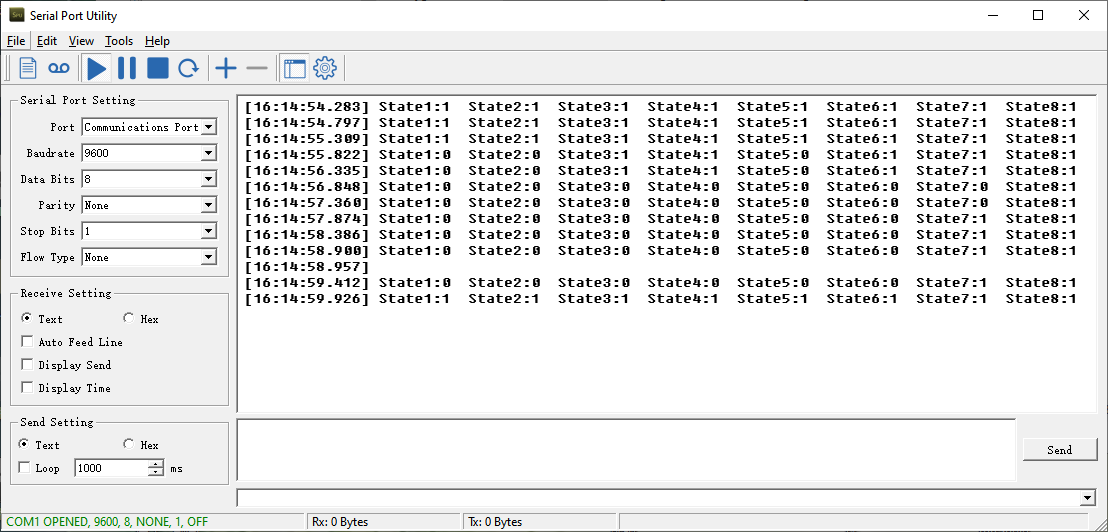 Serial Port Utility
File Edit View Tools Help
Serial Port Setting
Port Communications Port
Baudrate 9600
Data Bits 8
Parity None
Stop Bits 1
Flow Type None
Receive Setting
Text Hex
Auto Feed Line
Display Send
Display Time
Send Setting
Text Hex
Loop 1000 ms
[16:14:54.283] State1:1 State2:1 State3:1 State4:1 State5:1 State6:1 State7:1 State8:1
[16:14:54.797] State1:1 State2:1 State3:1 State4:1 State5:1 State6:1 State7:1 State8:1
[16:14:55.309] State1:1 State2:1 State3:1 State4:1 State5:1 State6:1 State7:1 State8:1
[16:14:55.822] State1:0 State2:0 State3:1 State4:1 State5:0 State6:1 State7:1 State8:1
[16:14:56.335] State1:0 State2:0 State3:1 State4:1 State5:0 State6:1 State7:1 State8:1
[16:14:56.848] State1:0 State2:0 State3:0 State4:0 State5:0 State6:0 State7:0 State8:1
[16:14:57.360] State1:0 State2:0 State3:0 State4:0 State5:0 State6:0 State7:0 State8:1
[16:14:57.874] State1:0 State2:0 State3:0 State4:0 State5:0 State6:0 State7:1 State8:1
[16:14:58.386] State1:0 State2:0 State3:0 State4:0 State5:0 State6:0 State7:1 State8:1
[16:14:58.900] State1:0 State2:0 State3:0 State4:0 State5:0 State6:0 State7:1 State8:1
[16:14:58.957]
[16:14:59.412] State1:0 State2:0 State3:0 State4:0 State5:0 State6:0 State7:1 State8:1
[16:14:59.926] State1:1 State2:1 State3:1 State4:1 State5:1 State6:1 State7:1 State8:1
Send
COM1 OPENED, 9600, 8, NONE, 1, OFF
Rx: 0 Bytes
Tx: 0 Bytes